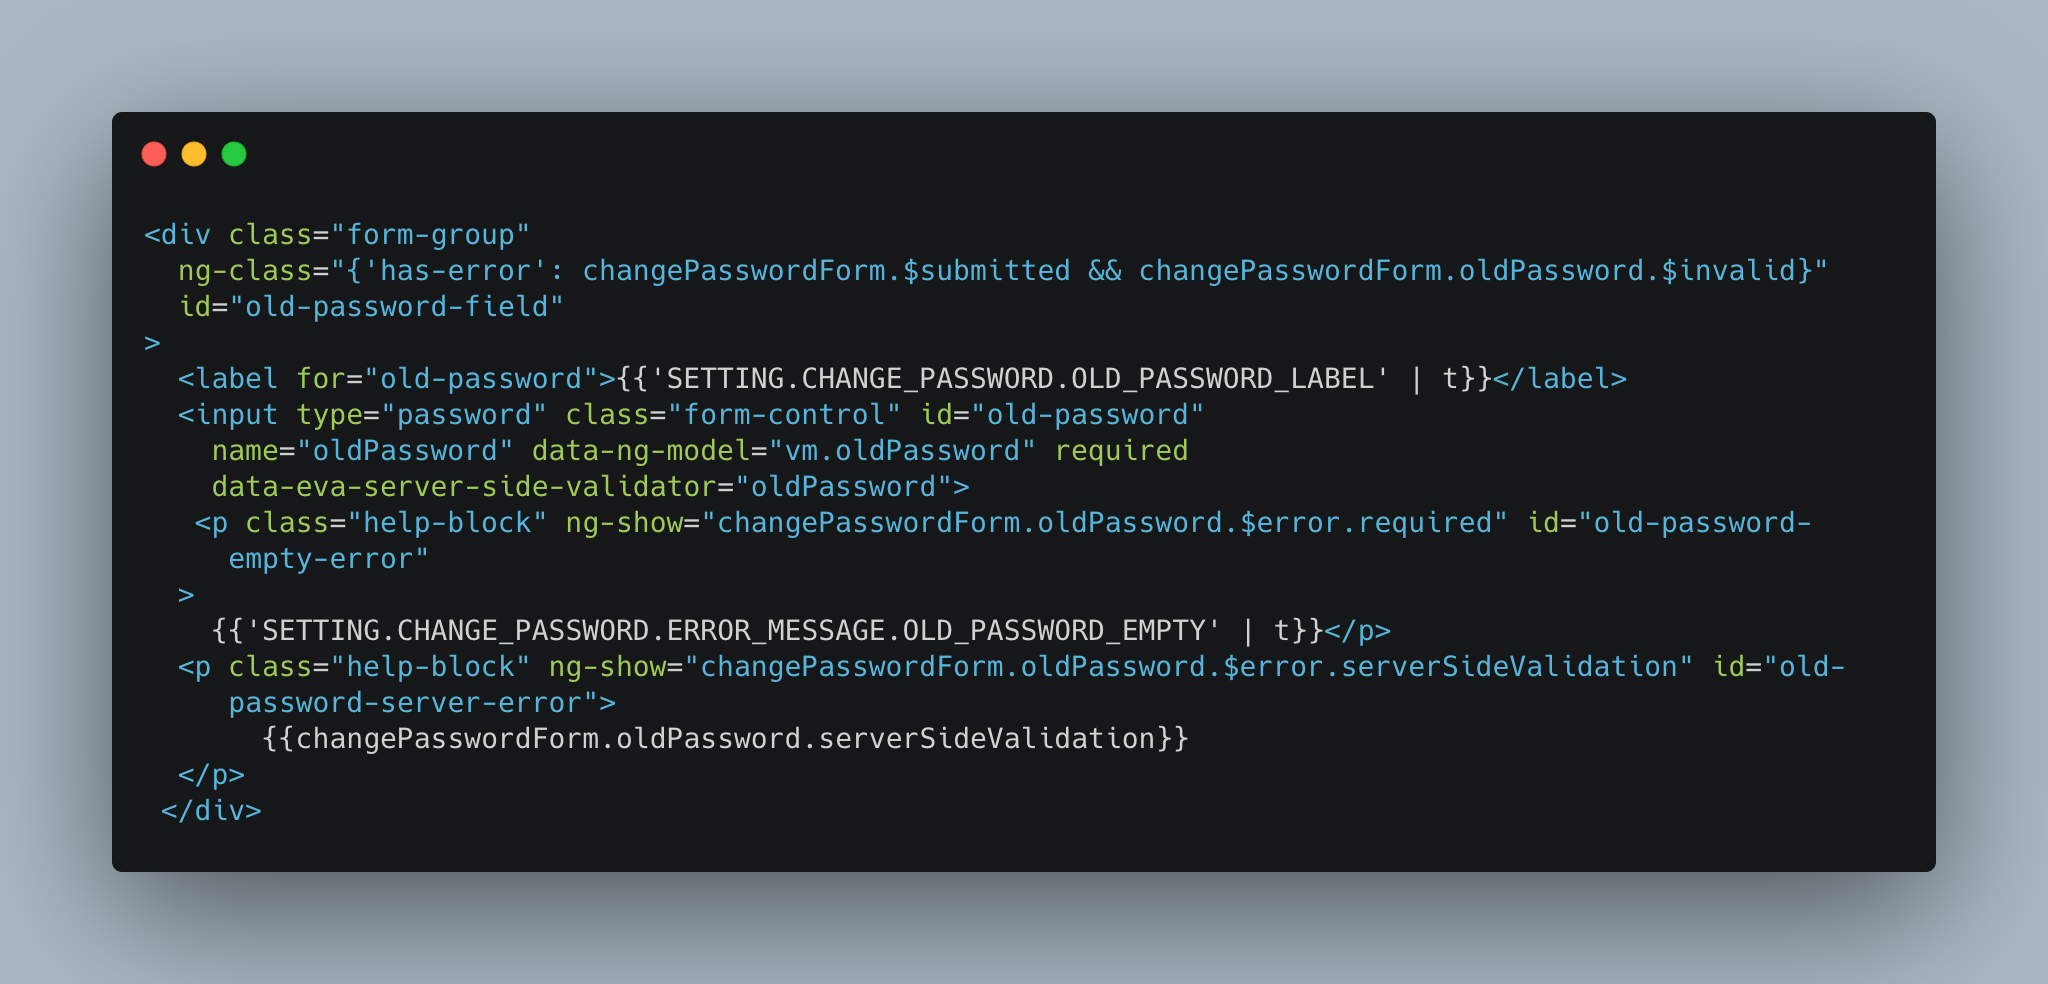 <div class="form-group"
  ng-class="{'has-error': changePasswordForm.$submitted && changePasswordForm.oldPassword.$invalid}"
  id="old-password-field"
>
  <label for="old-password">{{'SETTING.CHANGE_PASSWORD.OLD_PASSWORD_LABEL' | t}}</label>
  <input type="password" class="form-control" id="old-password"
    name="oldPassword" data-ng-model="vm.oldPassword" required
    data-eva-server-side-validator="oldPassword">
   <p class="help-block" ng-show="changePasswordForm.oldPassword.$error.required" id="old-password-
     empty-error"
  >
    {{'SETTING.CHANGE_PASSWORD.ERROR_MESSAGE.OLD_PASSWORD_EMPTY' | t}}</p>
  <p class="help-block" ng-show="changePasswordForm.oldPassword.$error.serverSideValidation" id="old-
     password-server-error">
       {{changePasswordForm.oldPassword.serverSideValidation}}
  </p>
 </div>